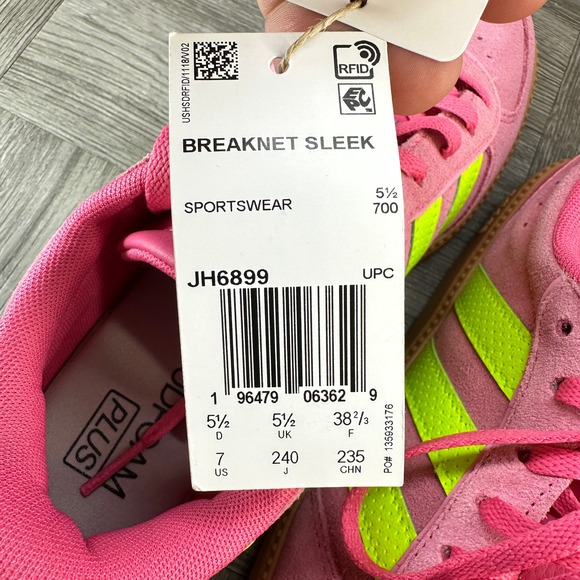 USHSDRFID/1118/V02
RFID
BREAKNET SLEEK
SPORTSWEAR
5½
700
JH6899
UPC
1 96479 06362 9
5½ 5½ 38⅔
D UK F
7 240 235
US J CHN
PO# 135933176
CLOUDFOAM
PLUS